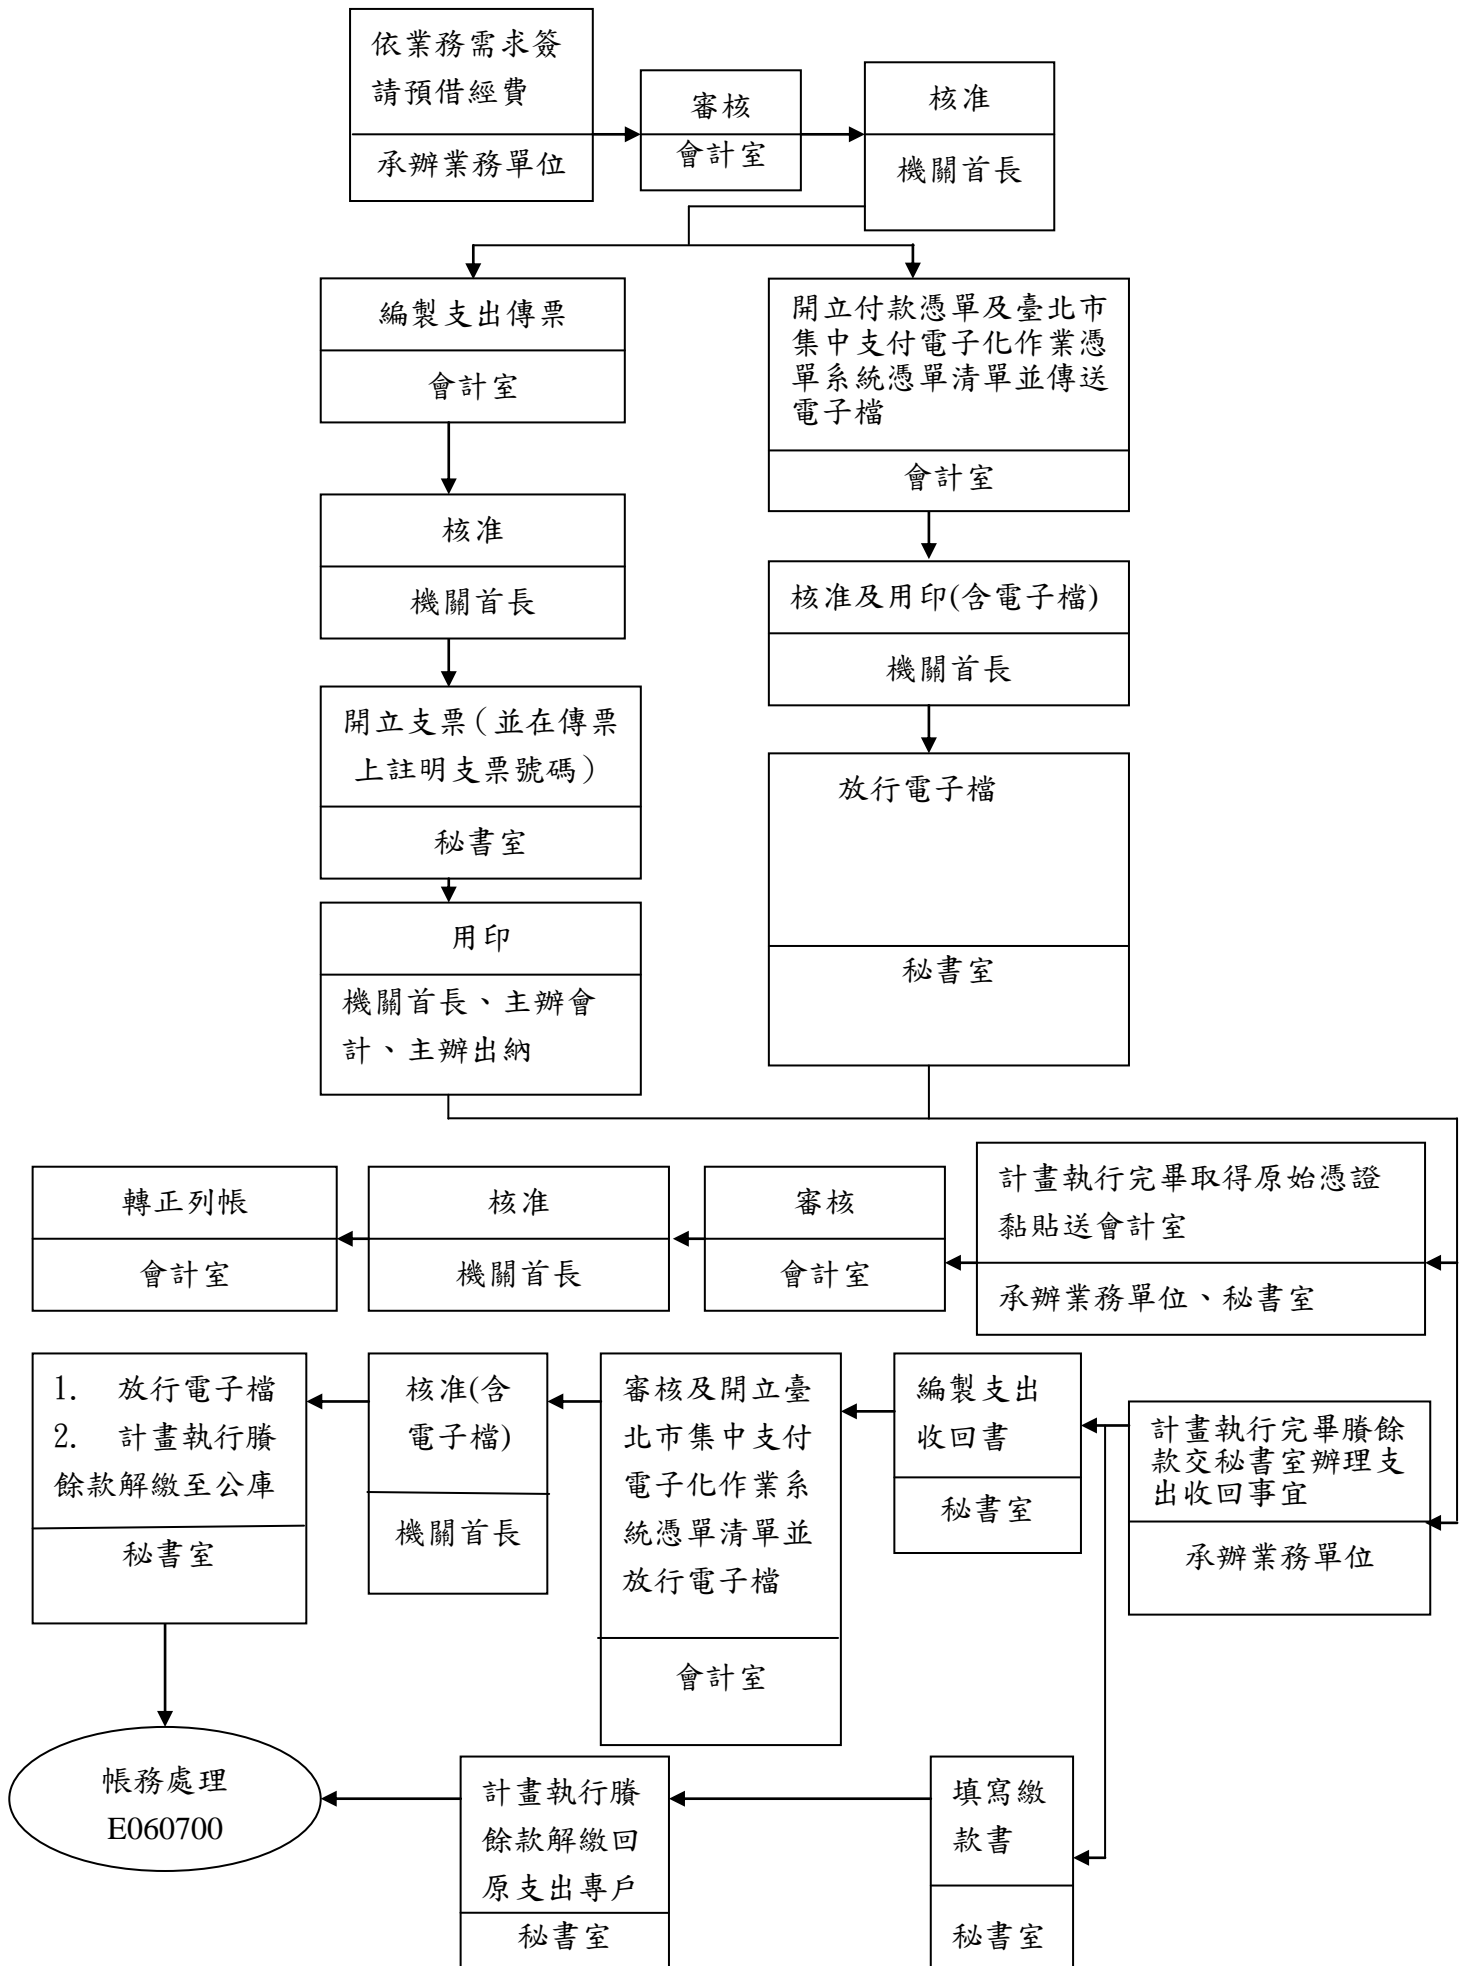 依業務需求簽
請預借經費
承辦業務單位
審核
會計室
核准
機關首長
編製支出傳票
會計室
核准
機關首長
開立支票（並在傳票
上註明支票號碼）
秘書室
用印
機關首長、主辦會
計、主辦出納
開立付款憑單及臺北市
集中支付電子化作業憑
單系統憑單清單並傳送
電子檔
會計室
核准及用印(含電子檔)
機關首長
放行電子檔
秘書室
計畫執行完畢取得原始憑證
黏貼送會計室
承辦業務單位、秘書室
審核
會計室
核准
機關首長
轉正列帳
會計室
計畫執行完畢賸餘
款交秘書室辦理支
出收回事宜
承辦業務單位
編製支出
收回書
秘書室
審核及開立臺
北市集中支付
電子化作業系
統憑單清單並
放行電子檔
會計室
核准(含
電子檔)
機關首長
1. 放行電子檔
2. 計畫執行賸
餘款解繳至公庫
秘書室
填寫繳
款書
秘書室
計畫執行賸
餘款解繳回
原支出專戶
秘書室
帳務處理
E060700